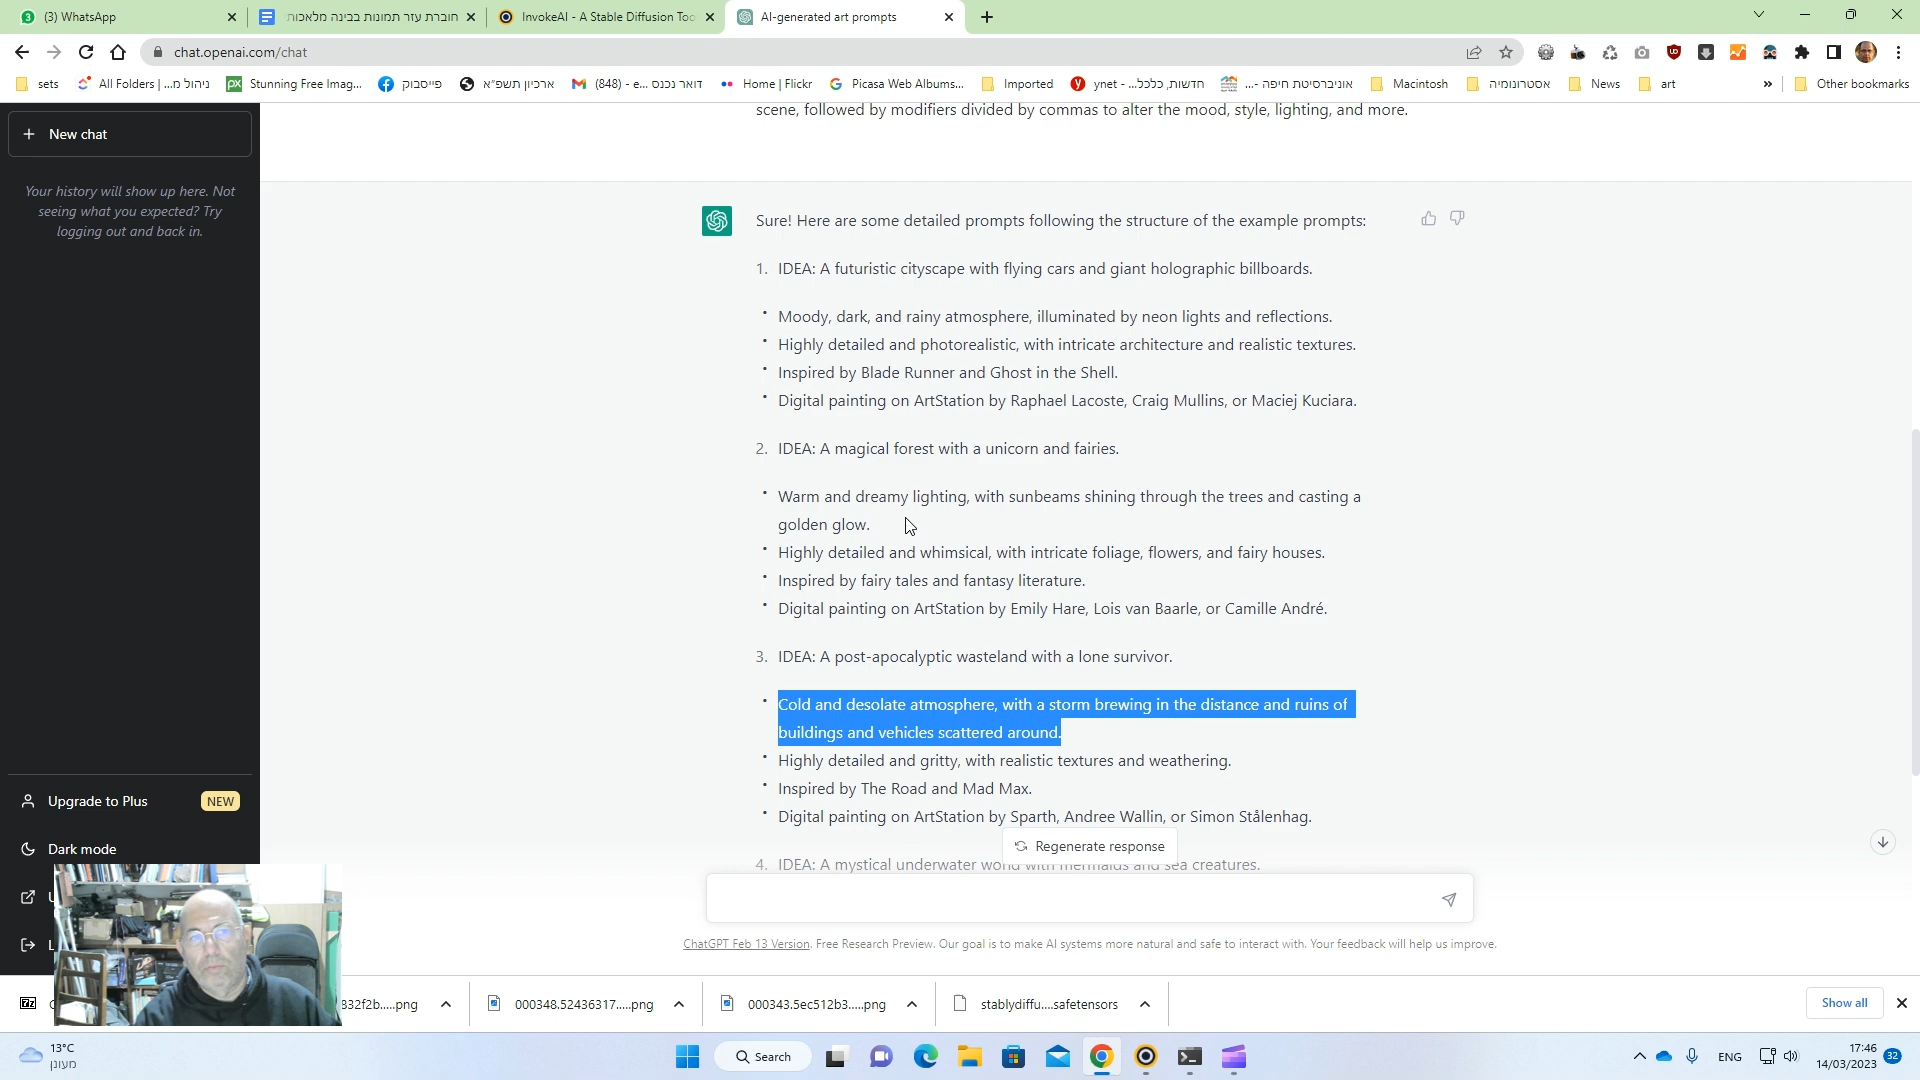 (3) WhatsApp
חוברת עזר תמונות בבינה מלאכות
InvokeAI - A Stable Diffusion Too
AI-generated art prompts
chat.openai.com/chat
sets
All Folders | ...ניהול מ
Stunning Free Imag...
פייסבוק
ארכיון תשפ״א
דואר נכנס (848) - e...
Home | Flickr
Picasa Web Albums...
Imported
ynet - ...חדשות, כלכל
אוניברסיטת חיפה -...
Macintosh
אסטרונומיה
News
art
Other bookmarks
New chat
Your history will show up here. Not
seeing what you expected? Try
logging out and back in.
scene, followed by modifiers divided by commas to alter the mood, style, lighting, and more.
Sure! Here are some detailed prompts following the structure of the example prompts:
1. IDEA: A futuristic cityscape with flying cars and giant holographic billboards.
• Moody, dark, and rainy atmosphere, illuminated by neon lights and reflections.
• Highly detailed and photorealistic, with intricate architecture and realistic textures.
• Inspired by Blade Runner and Ghost in the Shell.
• Digital painting on ArtStation by Raphael Lacoste, Craig Mullins, or Maciej Kuciara.
2. IDEA: A magical forest with a unicorn and fairies.
• Warm and dreamy lighting, with sunbeams shining through the trees and casting a
golden glow.
• Highly detailed and whimsical, with intricate foliage, flowers, and fairy houses.
• Inspired by fairy tales and fantasy literature.
• Digital painting on ArtStation by Emily Hare, Lois van Baarle, or Camille André.
3. IDEA: A post-apocalyptic wasteland with a lone survivor.
• Cold and desolate atmosphere, with a storm brewing in the distance and ruins of
buildings and vehicles scattered around.
• Highly detailed and gritty, with realistic textures and weathering.
• Inspired by The Road and Mad Max.
• Digital painting on ArtStation by Sparth, Andree Wallin, or Simon Stålenhag.
4. IDEA: A mystical underwater world with mermaids and sea creatures.
Regenerate response
ChatGPT Feb 13 Version. Free Research Preview. Our goal is to make AI systems more natural and safe to interact with. Your feedback will help us improve.
Upgrade to Plus
NEW
Dark mode
832f2b.....png
000348.52436317.....png
000343.5ec512b3.....png
stablydiffu....safetensors
Show all
13°C
מעונן
Search
ENG
17:46
14/03/2023
32